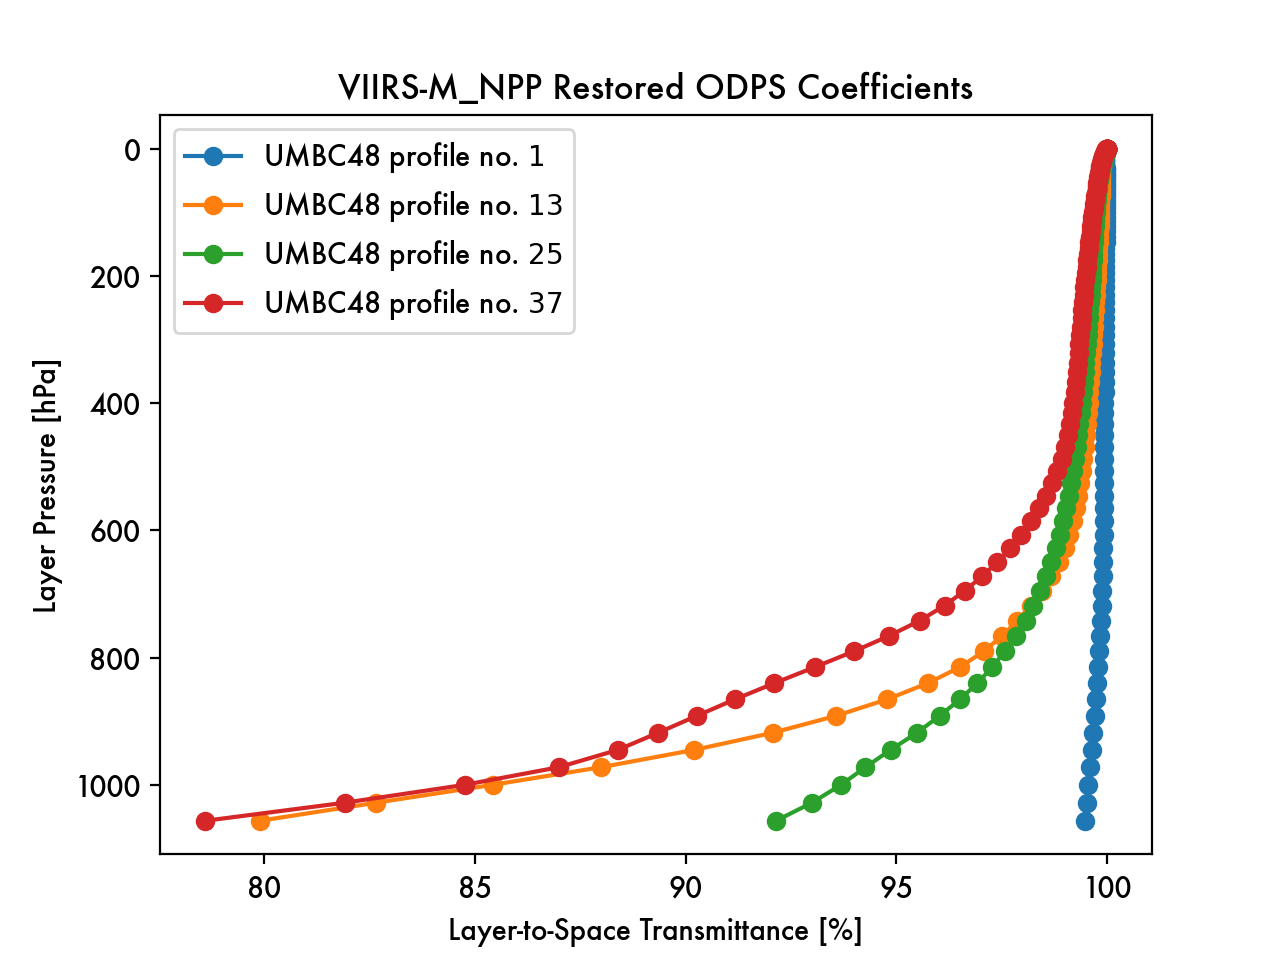 VIIRS-M_NPP Restored ODPS Coefficients
UMBC48 profile no. 1
UMBC48 profile no. 13
UMBC48 profile no. 25
UMBC48 profile no. 37
Layer Pressure [hPa]
0
200
400
600
800
1000
80
85
90
95
100
Layer-to-Space Transmittance [%]